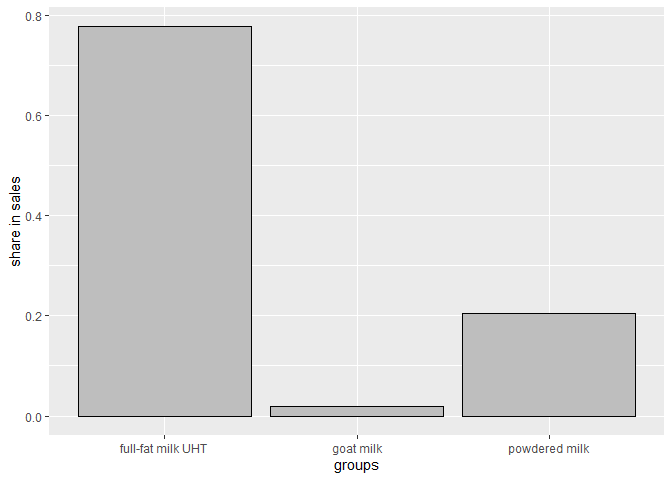 0.8
0.6
0.4
0.2
0.0
share in sales
full-fat milk UHT
goat milk
powdered milk
groups